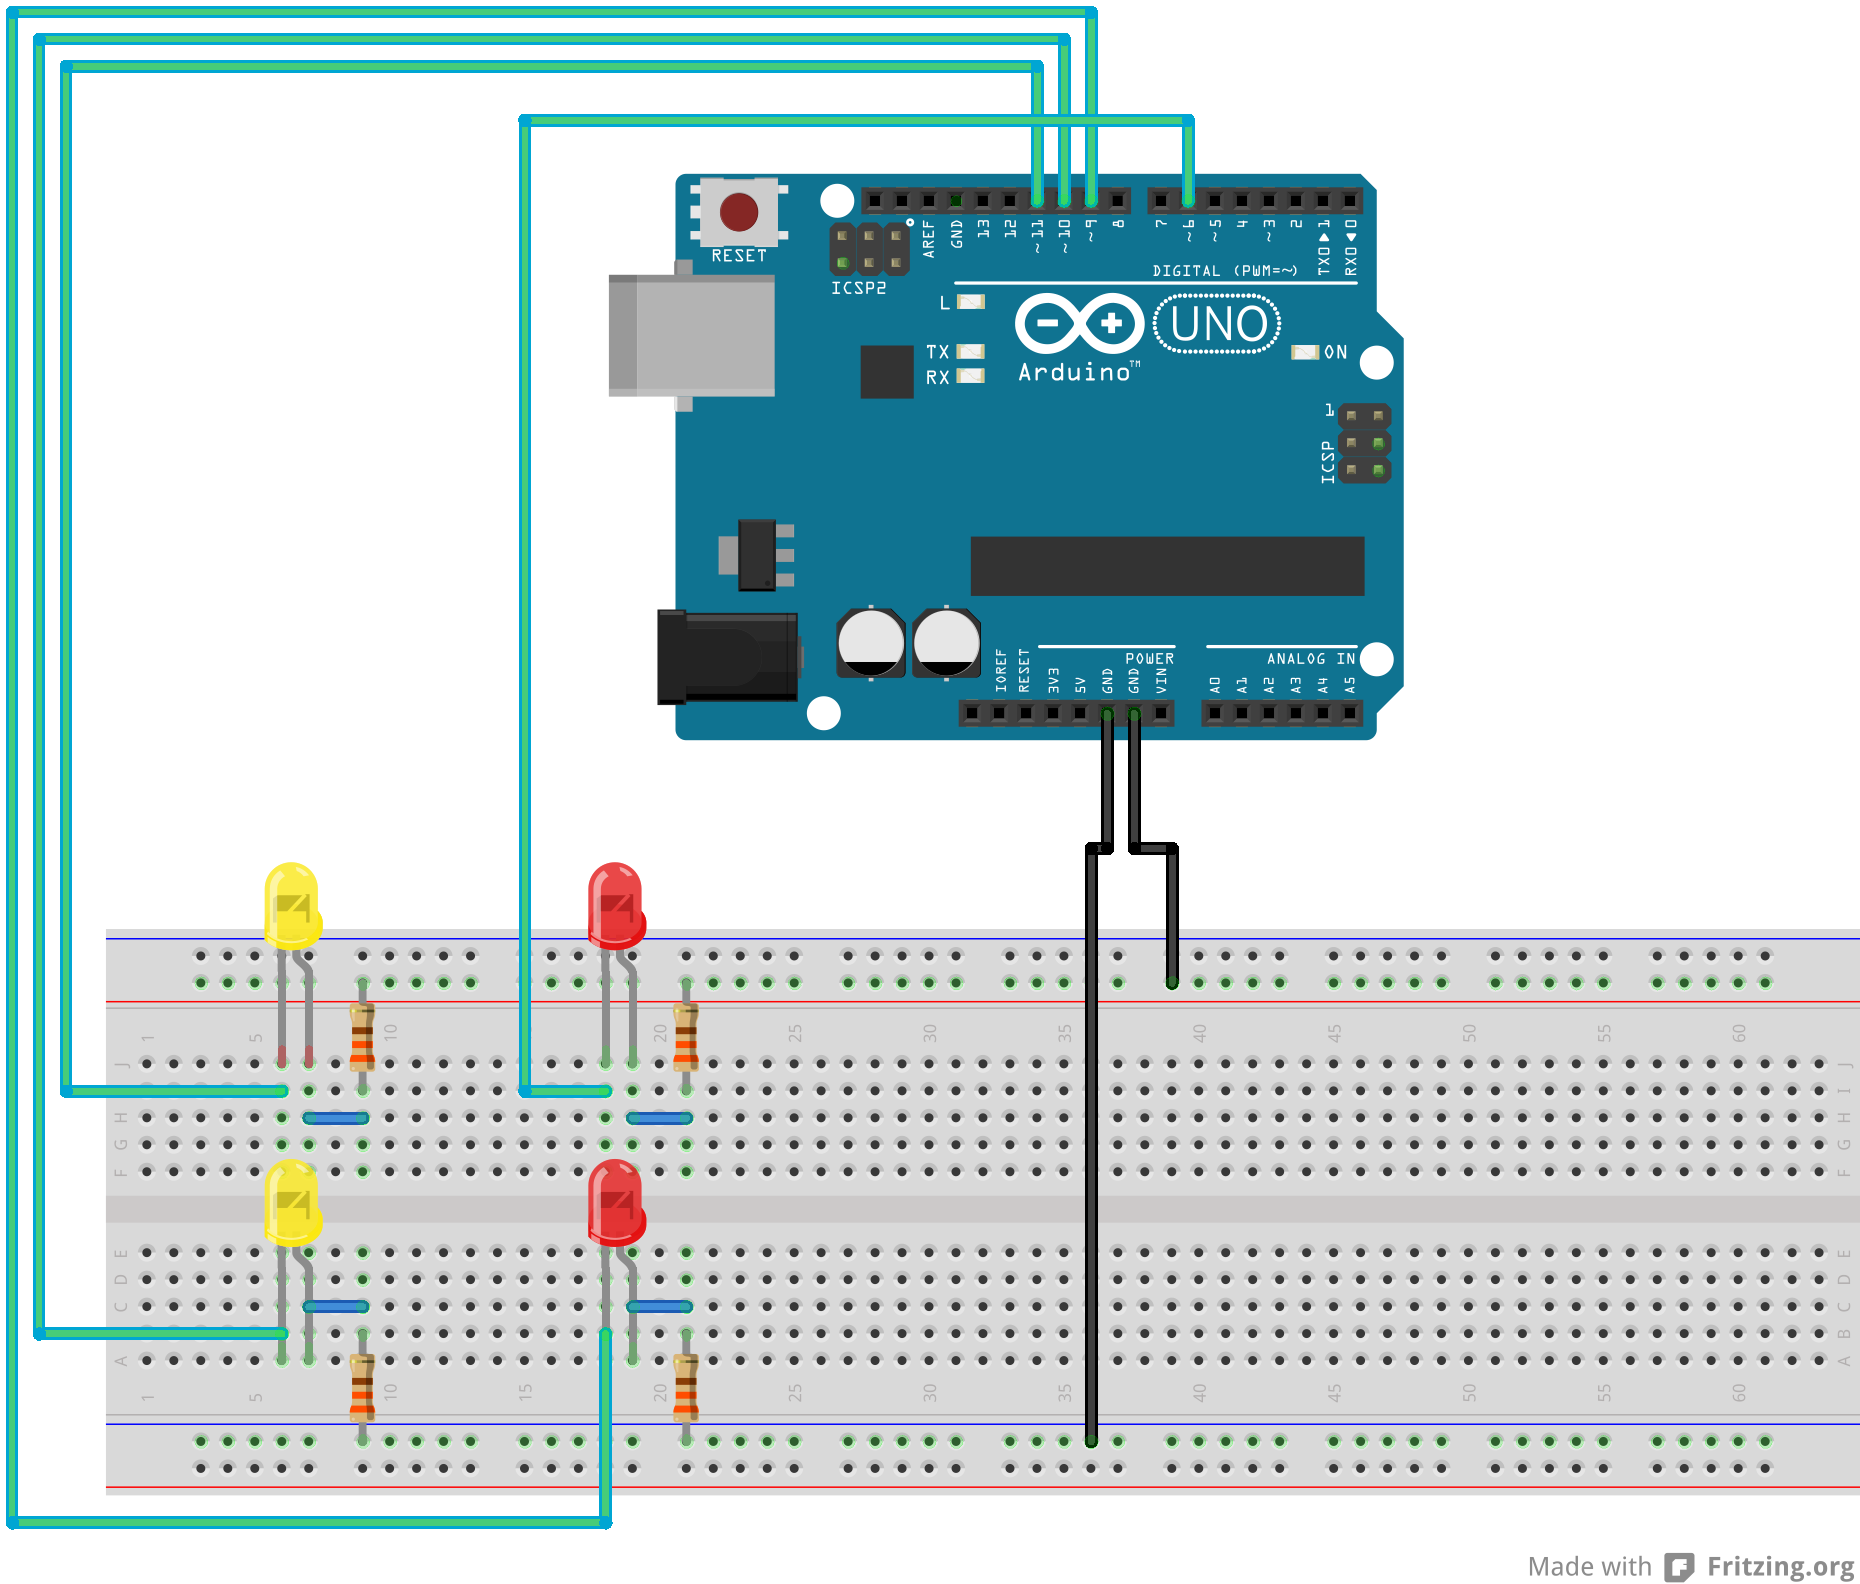 RESET
ICSP2
AREF GND 13 12 ~11 ~10 ~9 8 7 ~6 ~5 4 ~3 2 TX0▶1 RX0◀0
DIGITAL (PWM=~)
L
TX
RX
UNO
Arduino™
ON
1
ICSP
POWER
ANALOG IN
IOREF RESET 3V3 5V GND GND VIN A0 A1 A2 A3 A4 A5
1 5 10 20 25 30 35 40 45 50 55 60
J J
I
H H
G G
F F
E E
D D
C C
B B
A A
1 5 10 15 20 25 30 35 40 45 50 55 60
Made with Fritzing.org